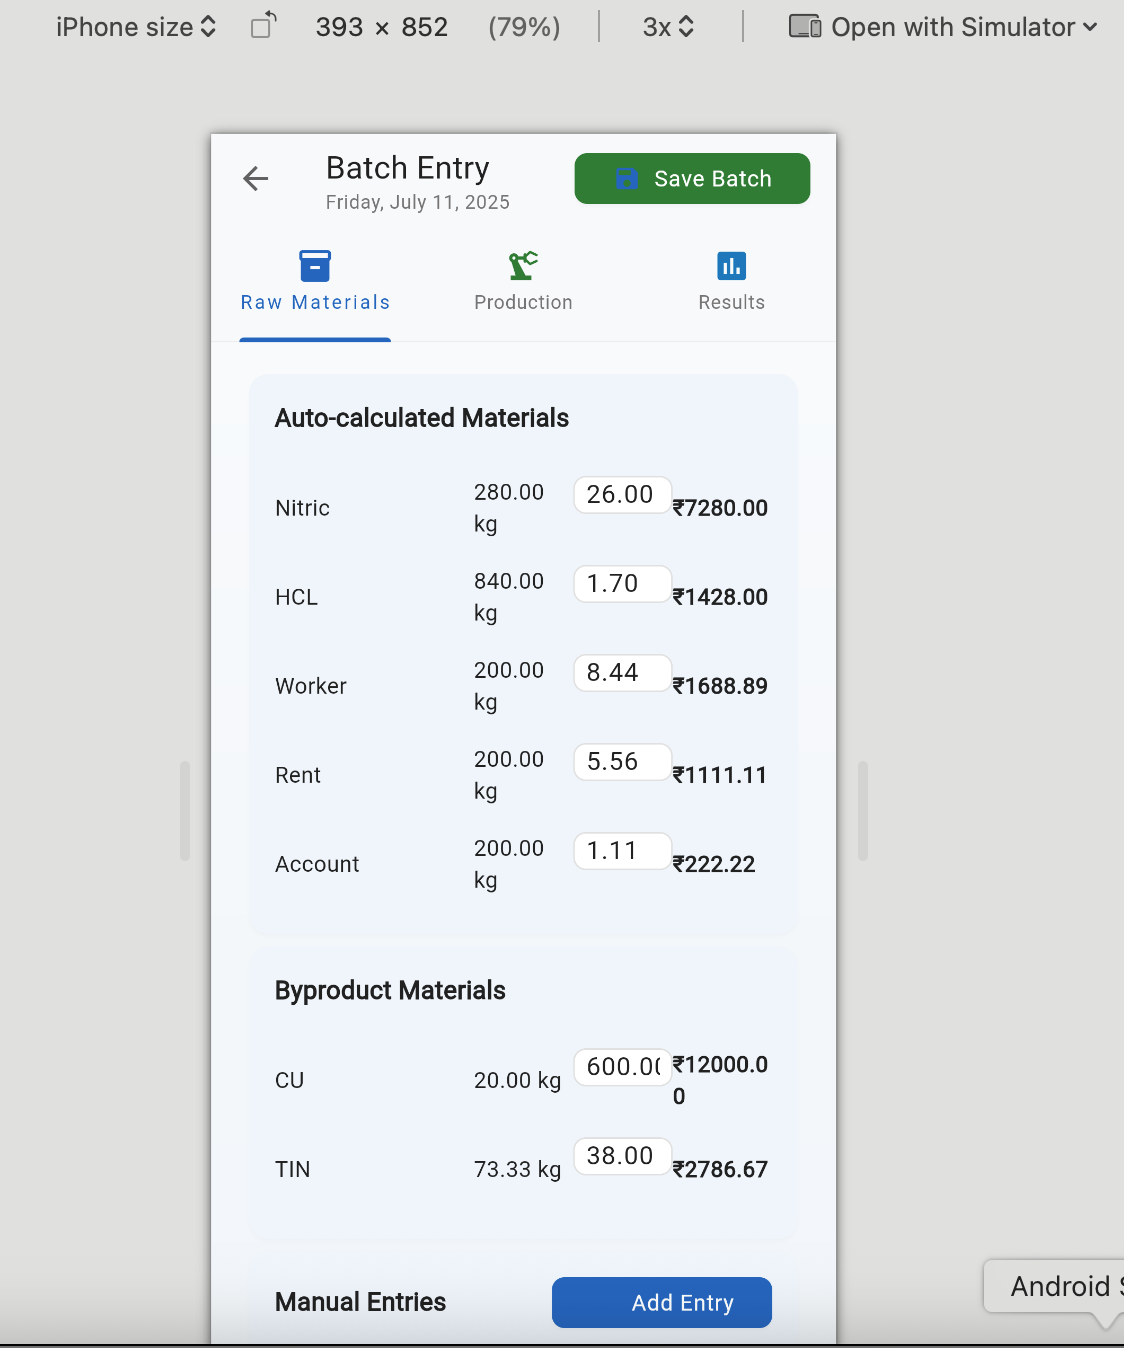 iPhone size 393 × 852 (79%) 3x Open with Simulator
Batch Entry
Friday, July 11, 2025
Save Batch
Raw Materials Production Results
Auto-calculated Materials
Nitric 280.00 kg 26.00 ₹7280.00
HCL 840.00 kg 1.70 ₹1428.00
Worker 200.00 kg 8.44 ₹1688.89
Rent 200.00 kg 5.56 ₹1111.11
Account 200.00 kg 1.11 ₹222.22
Byproduct Materials
CU 20.00 kg 600.00 ₹12000.00
TIN 73.33 kg 38.00 ₹2786.67
Manual Entries Add Entry
Android